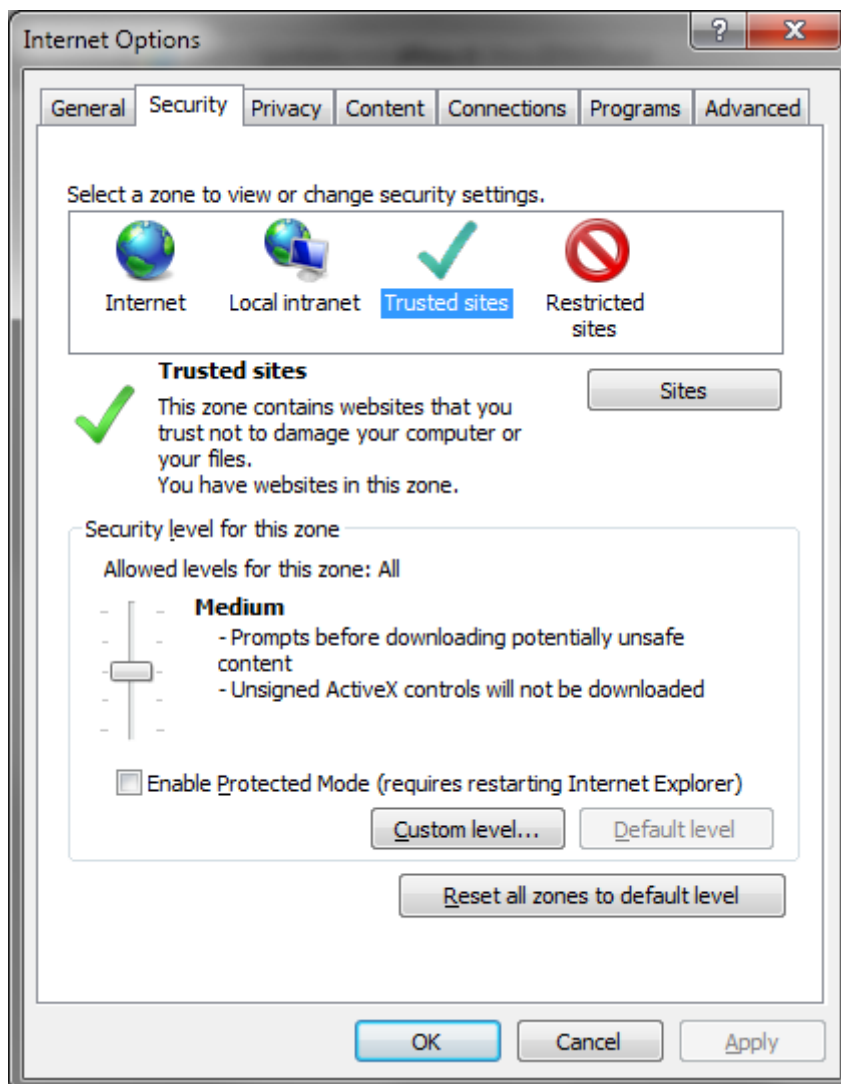 Internet Options
?
X
General
Security
Privacy
Content
Connections
Programs
Advanced
Select a zone to view or change security settings.
Internet
Local intranet
Trusted sites
Restricted
sites
Trusted sites
Sites
This zone contains websites that you
trust not to damage your computer or
your files.
You have websites in this zone.
Security level for this zone
Allowed levels for this zone: All
Medium
- Prompts before downloading potentially unsafe
content
- Unsigned ActiveX controls will not be downloaded
Enable Protected Mode (requires restarting Internet Explorer)
Custom level...
Default level
Reset all zones to default level
OK
Cancel
Apply